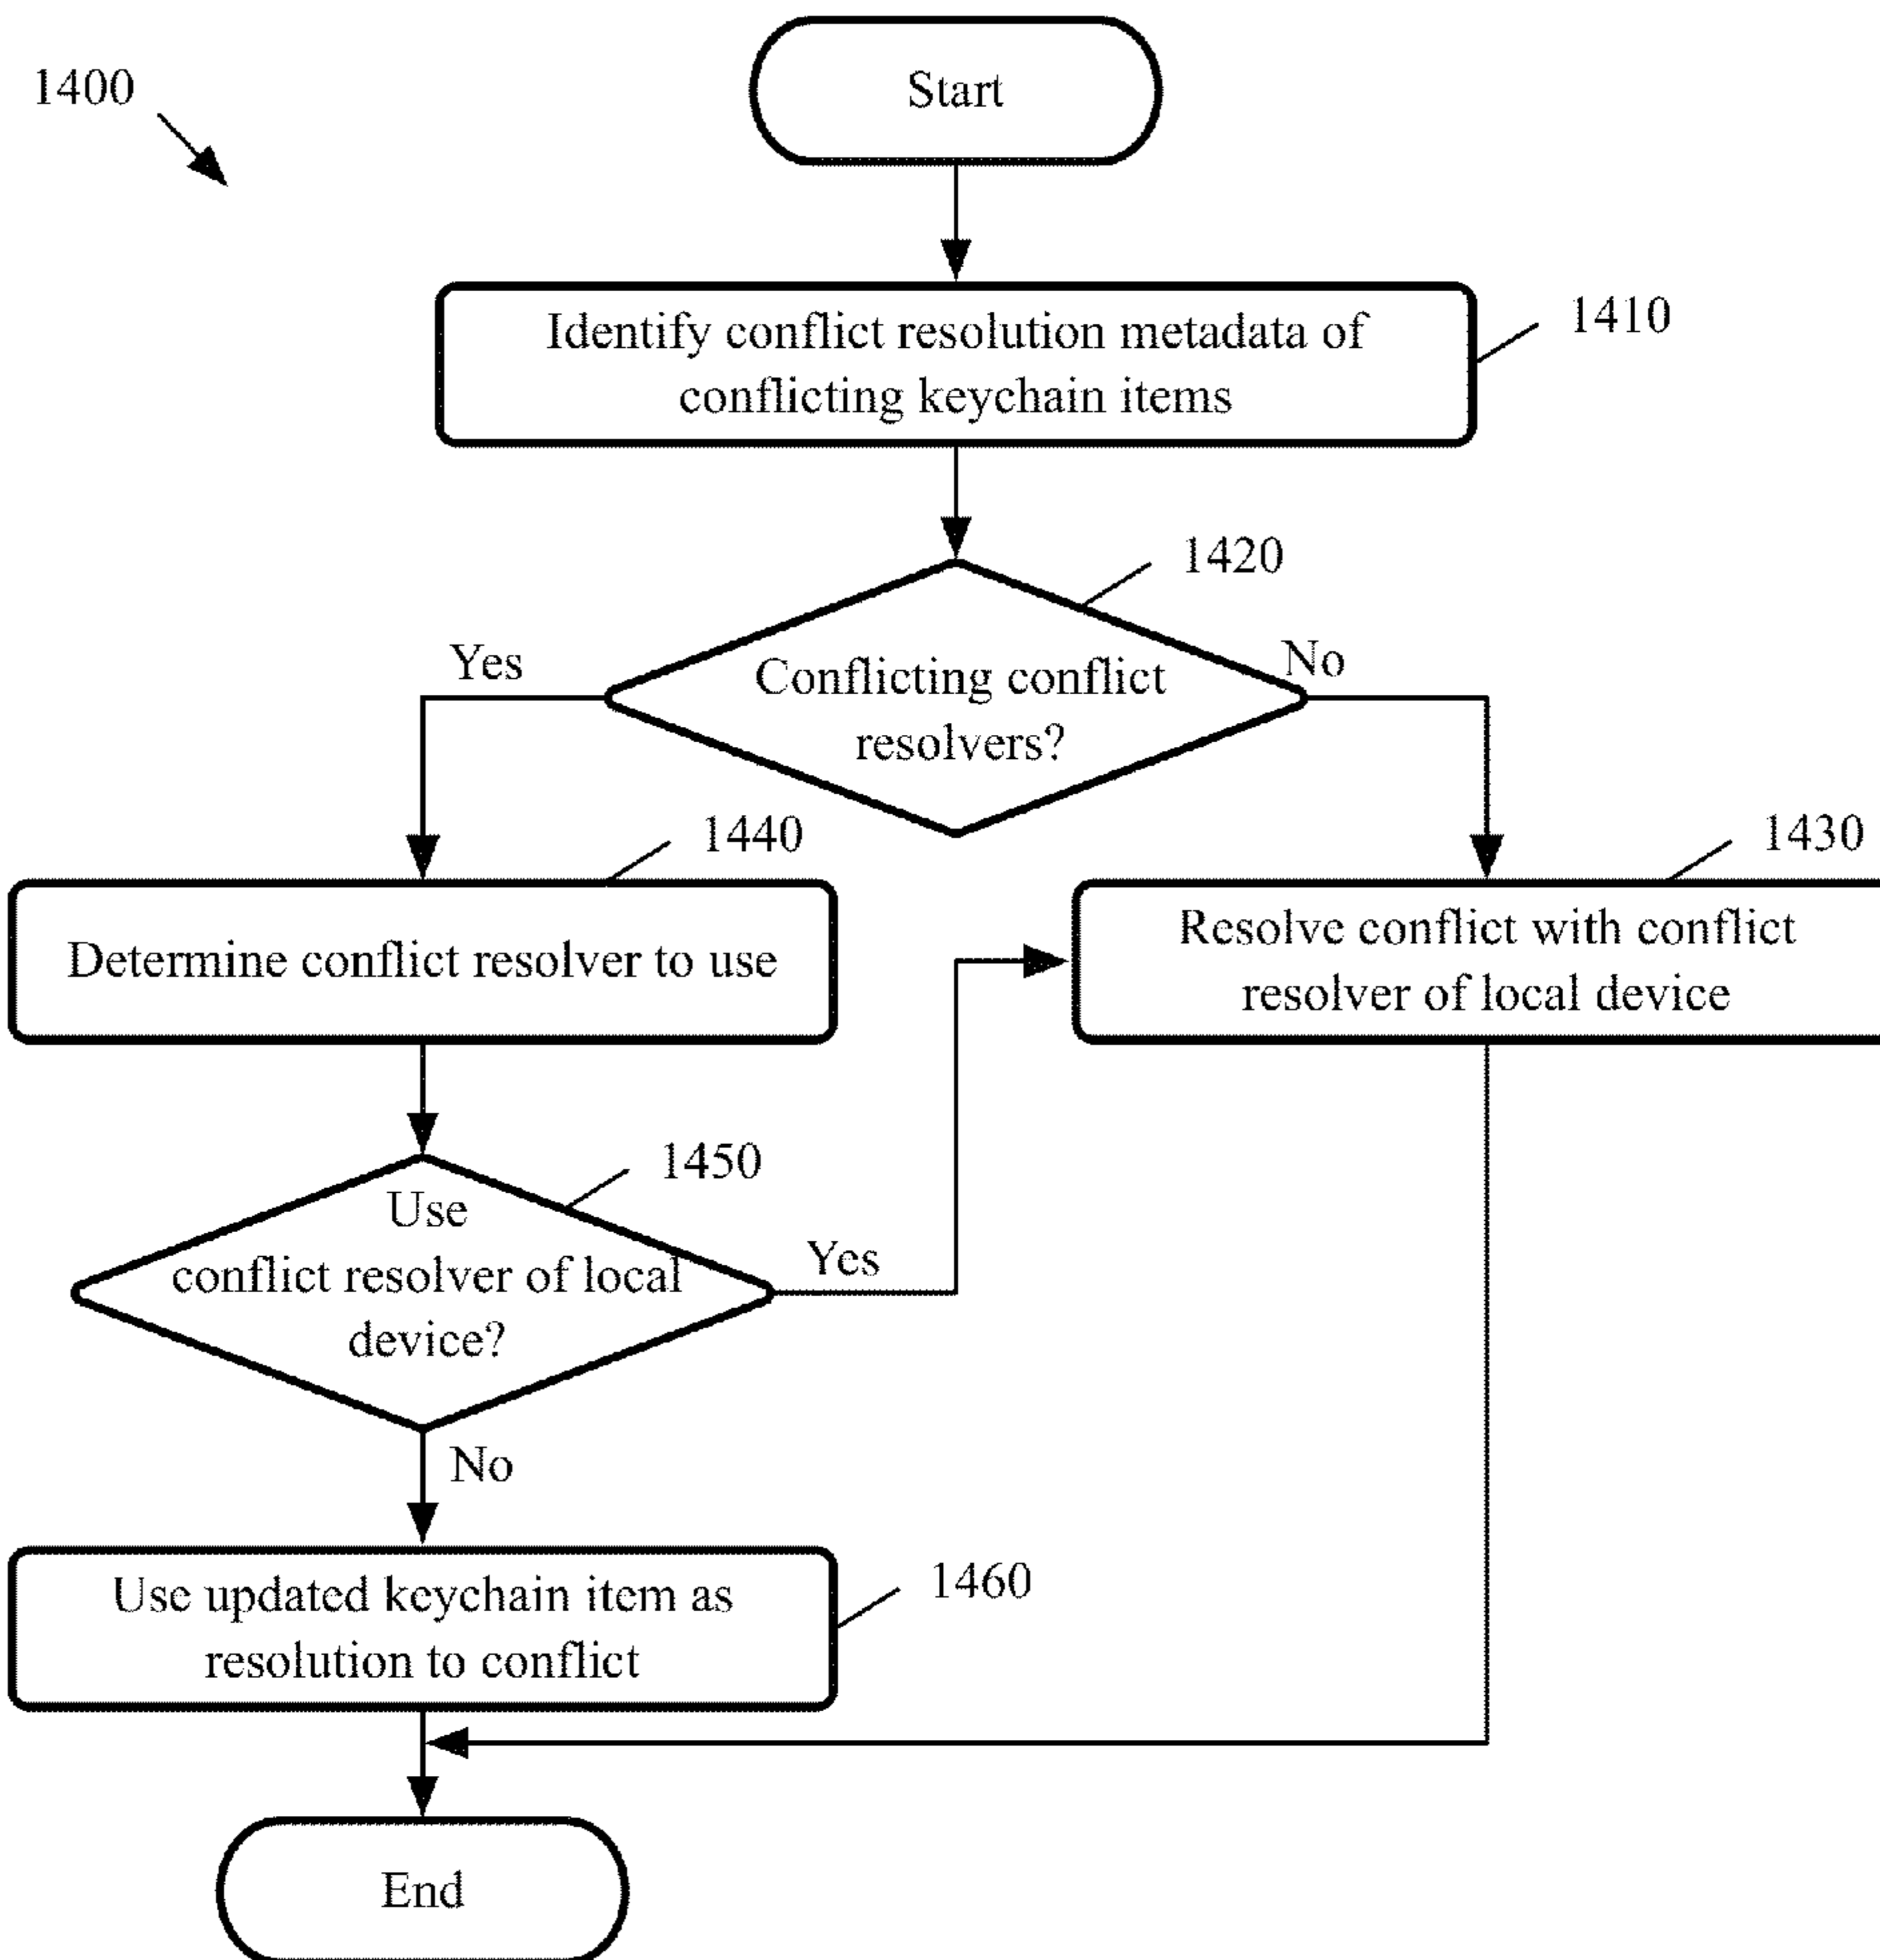 1400
Start
Identify conflict resolution metadata of
conflicting keychain items
1410
1420
Yes
Conflicting conflict
resolvers?
No
1440
1430
Determine conflict resolver to use
Resolve conflict with conflict
resolver of local device
1450
Use
conflict resolver of local
device?
Yes
No
Use updated keychain item as
resolution to conflict
1460
End